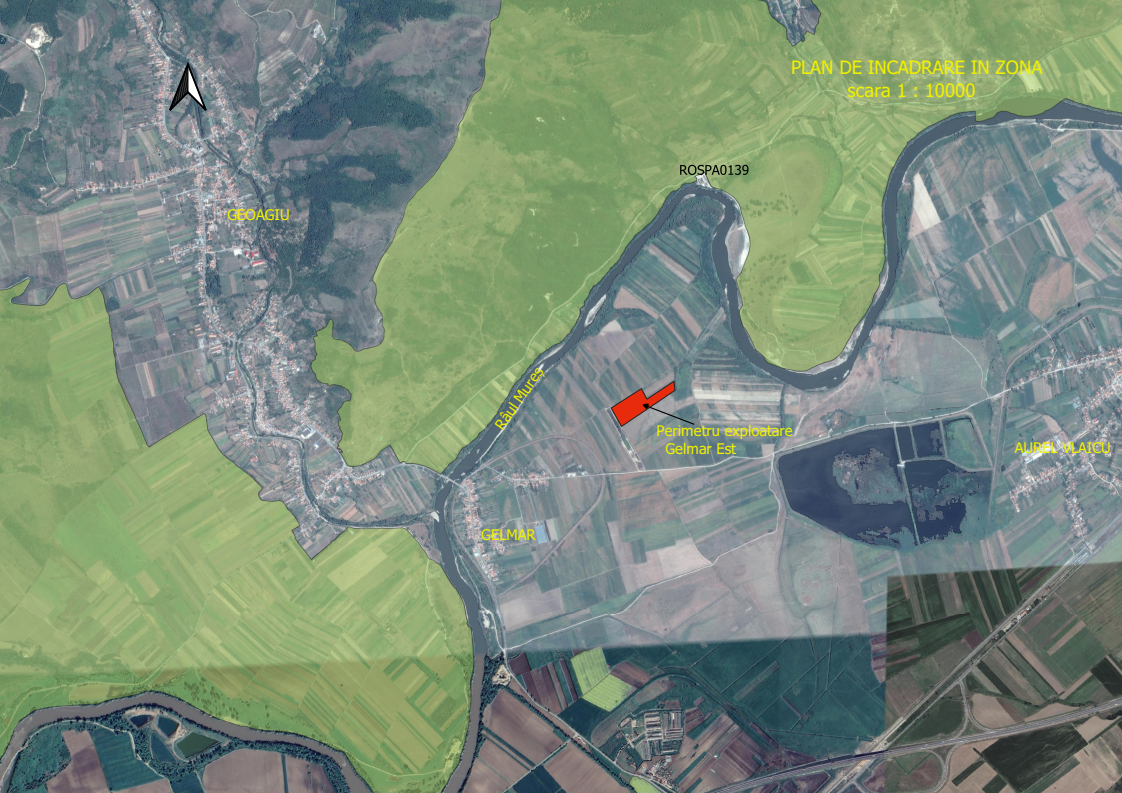 PLAN DE INCADRARE IN ZONA
scara 1 : 10000
ROSPA0139
GEOAGIU
Râul Mureș
Perimetru exploatare
Gelmar Est
AUREL VLAICU
GELMAR